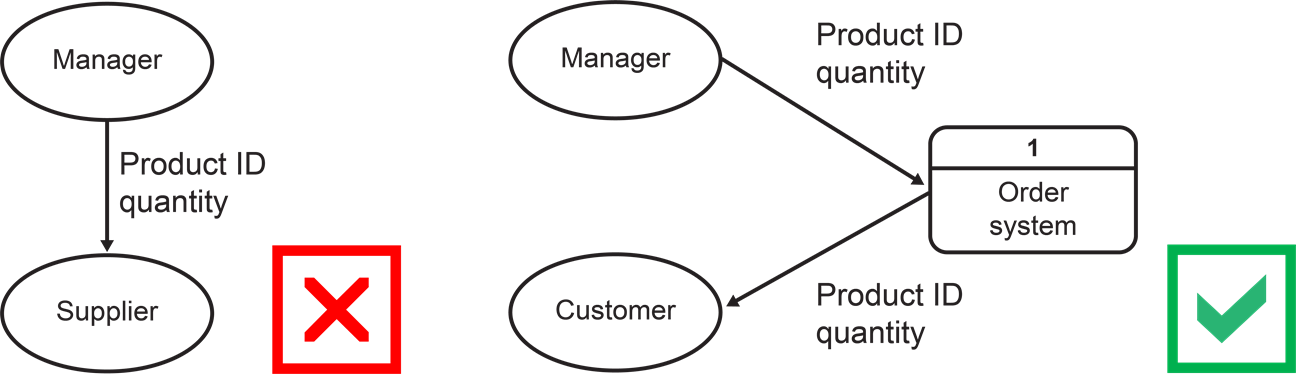 Manager
Product ID
quantity
Supplier
Manager
Product ID
quantity
1
Order
system
Customer
Product ID
quantity